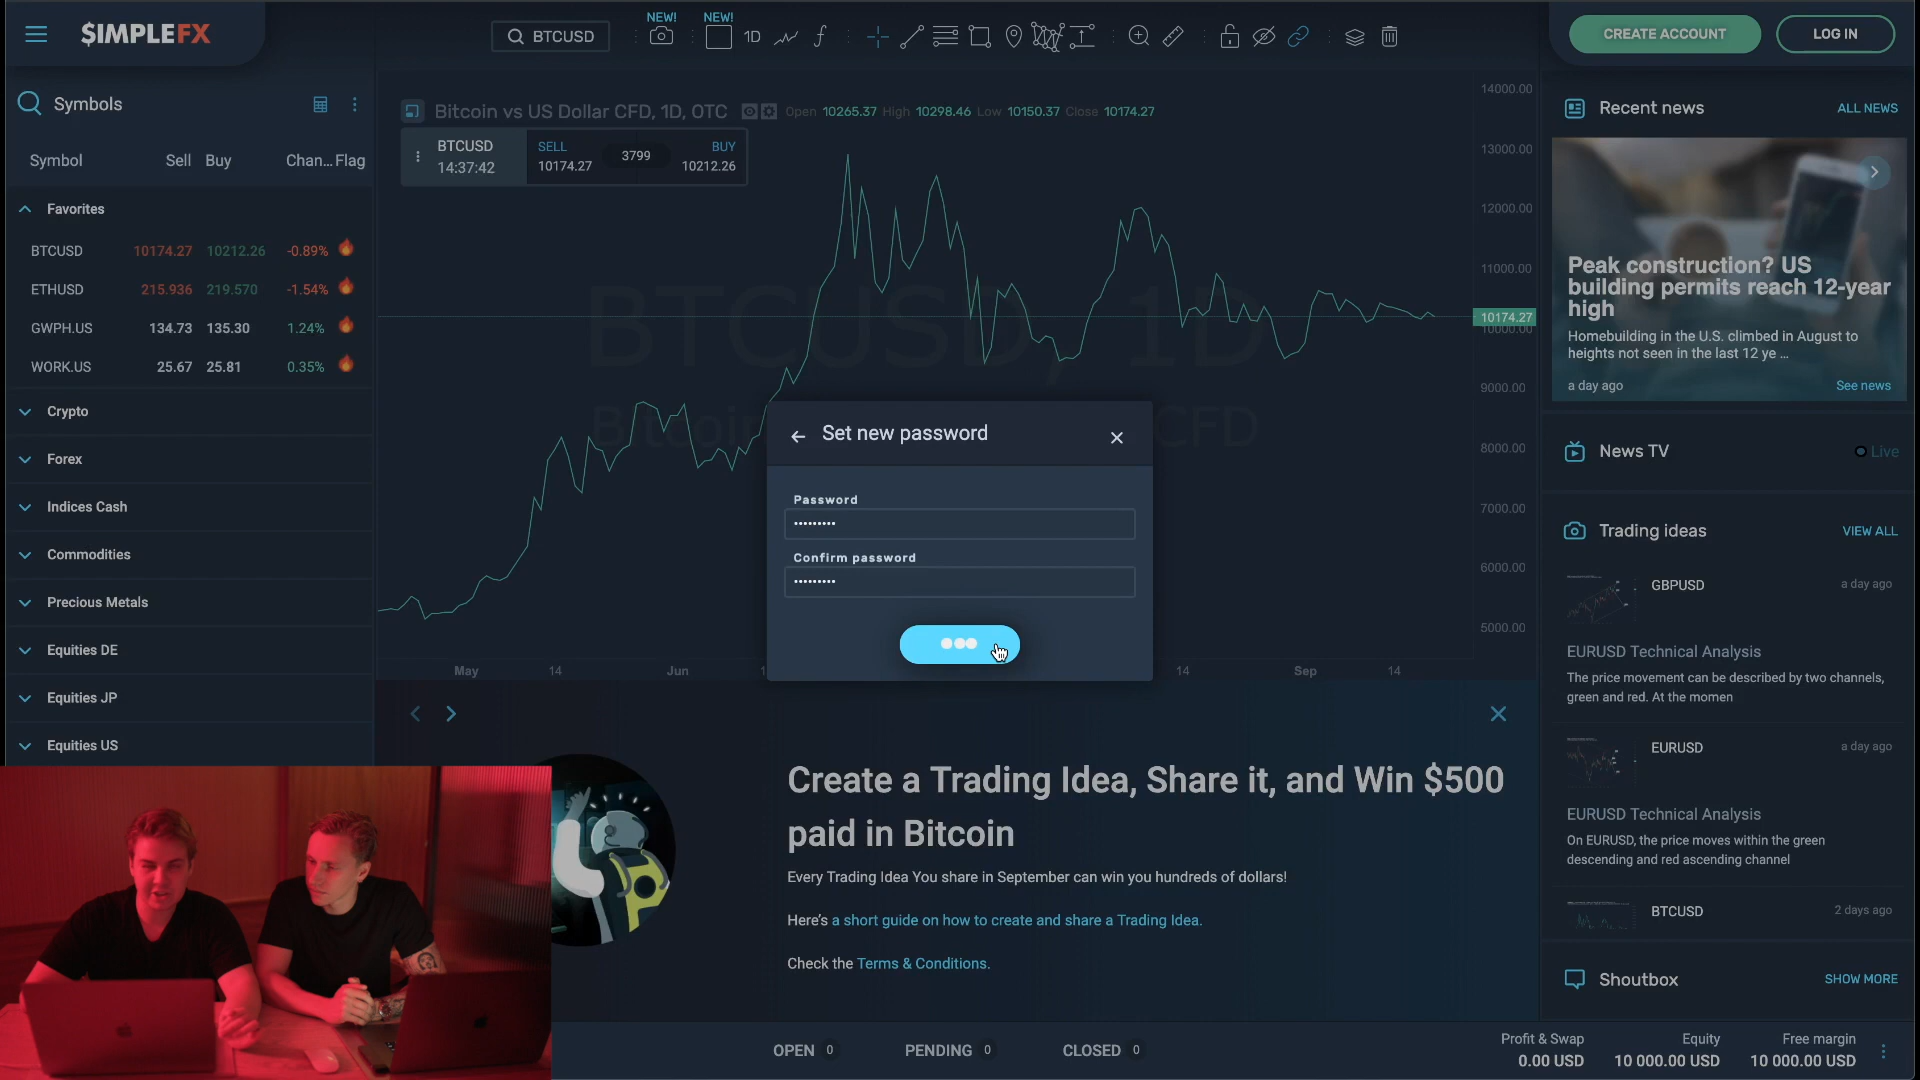 $IMPLEFX
BTCUSD
NEW!
NEW!
1D
CREATE ACCOUNT
LOG IN
Symbols
Symbol Sell Buy Chan... Flag
Favorites
BTCUSD 10174.27 10212.26 -0.89%
ETHUSD 215.936 219.570 -1.54%
GWPH.US 134.73 135.30 1.24%
WORK.US 25.67 25.81 0.35%
Crypto
Forex
Indices Cash
Commodities
Precious Metals
Equities DE
Equities JP
Equities US
Bitcoin vs US Dollar CFD, 1D, OTC Open 10265.37 High 10298.46 Low 10150.37 Close 10174.27
BTCUSD
14:37:42
SELL
10174.27
3799
BUY
10212.26
BTCUSD, 1D
Bitcoin
CFD
14000.00
13000.00
12000.00
11000.00
10174.27
10000.00
9000.00
8000.00
7000.00
6000.00
5000.00
May 14 Jun 14 Sep 14
Set new password
Password
•••••••••
Confirm password
•••••••••
Create a Trading Idea, Share it, and Win $500
paid in Bitcoin
Every Trading Idea You share in September can win you hundreds of dollars!
Here's a short guide on how to create and share a Trading Idea.
Check the Terms & Conditions.
OPEN 0 PENDING 0 CLOSED 0
Recent news ALL NEWS
Peak construction? US
building permits reach 12-year
high
Homebuilding in the U.S. climbed in August to
heights not seen in the last 12 ye ...
a day ago See news
News TV Live
Trading ideas VIEW ALL
GBPUSD a day ago
EURUSD Technical Analysis
The price movement can be described by two channels,
green and red. At the momen
EURUSD a day ago
EURUSD Technical Analysis
On EURUSD, the price moves within the green
descending and red ascending channel
BTCUSD 2 days ago
Shoutbox SHOW MORE
Profit & Swap Equity Free margin
0.00 USD 10 000.00 USD 10 000.00 USD